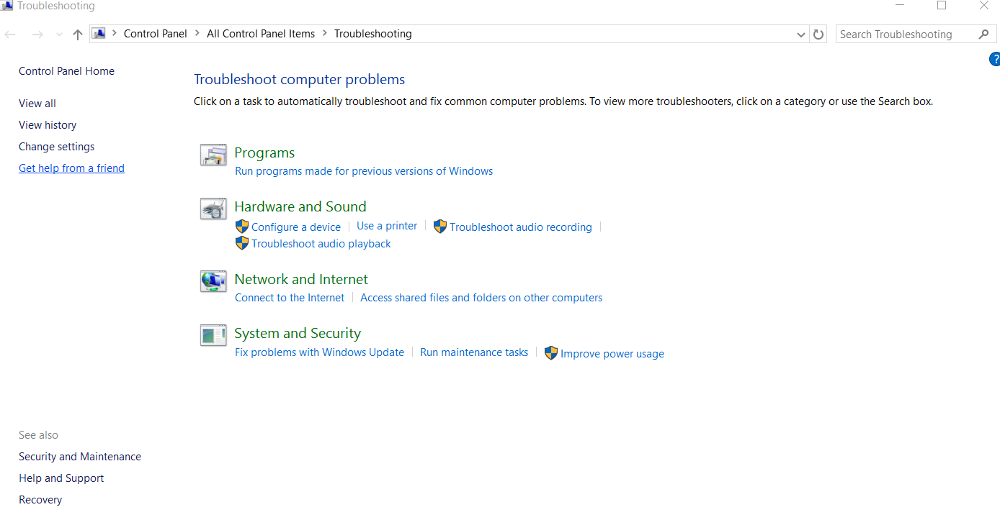 Troubleshooting
Control Panel > All Control Panel Items > Troubleshooting
Search Troubleshooting
?
Control Panel Home
View all
View history
Change settings
Get help from a friend
Troubleshoot computer problems
Click on a task to automatically troubleshoot and fix common computer problems. To view more troubleshooters, click on a category or use the Search box.
Programs
Run programs made for previous versions of Windows
Hardware and Sound
Configure a device | Use a printer | Troubleshoot audio recording |
Troubleshoot audio playback
Network and Internet
Connect to the Internet | Access shared files and folders on other computers
System and Security
Fix problems with Windows Update | Run maintenance tasks | Improve power usage
See also
Security and Maintenance
Help and Support
Recovery